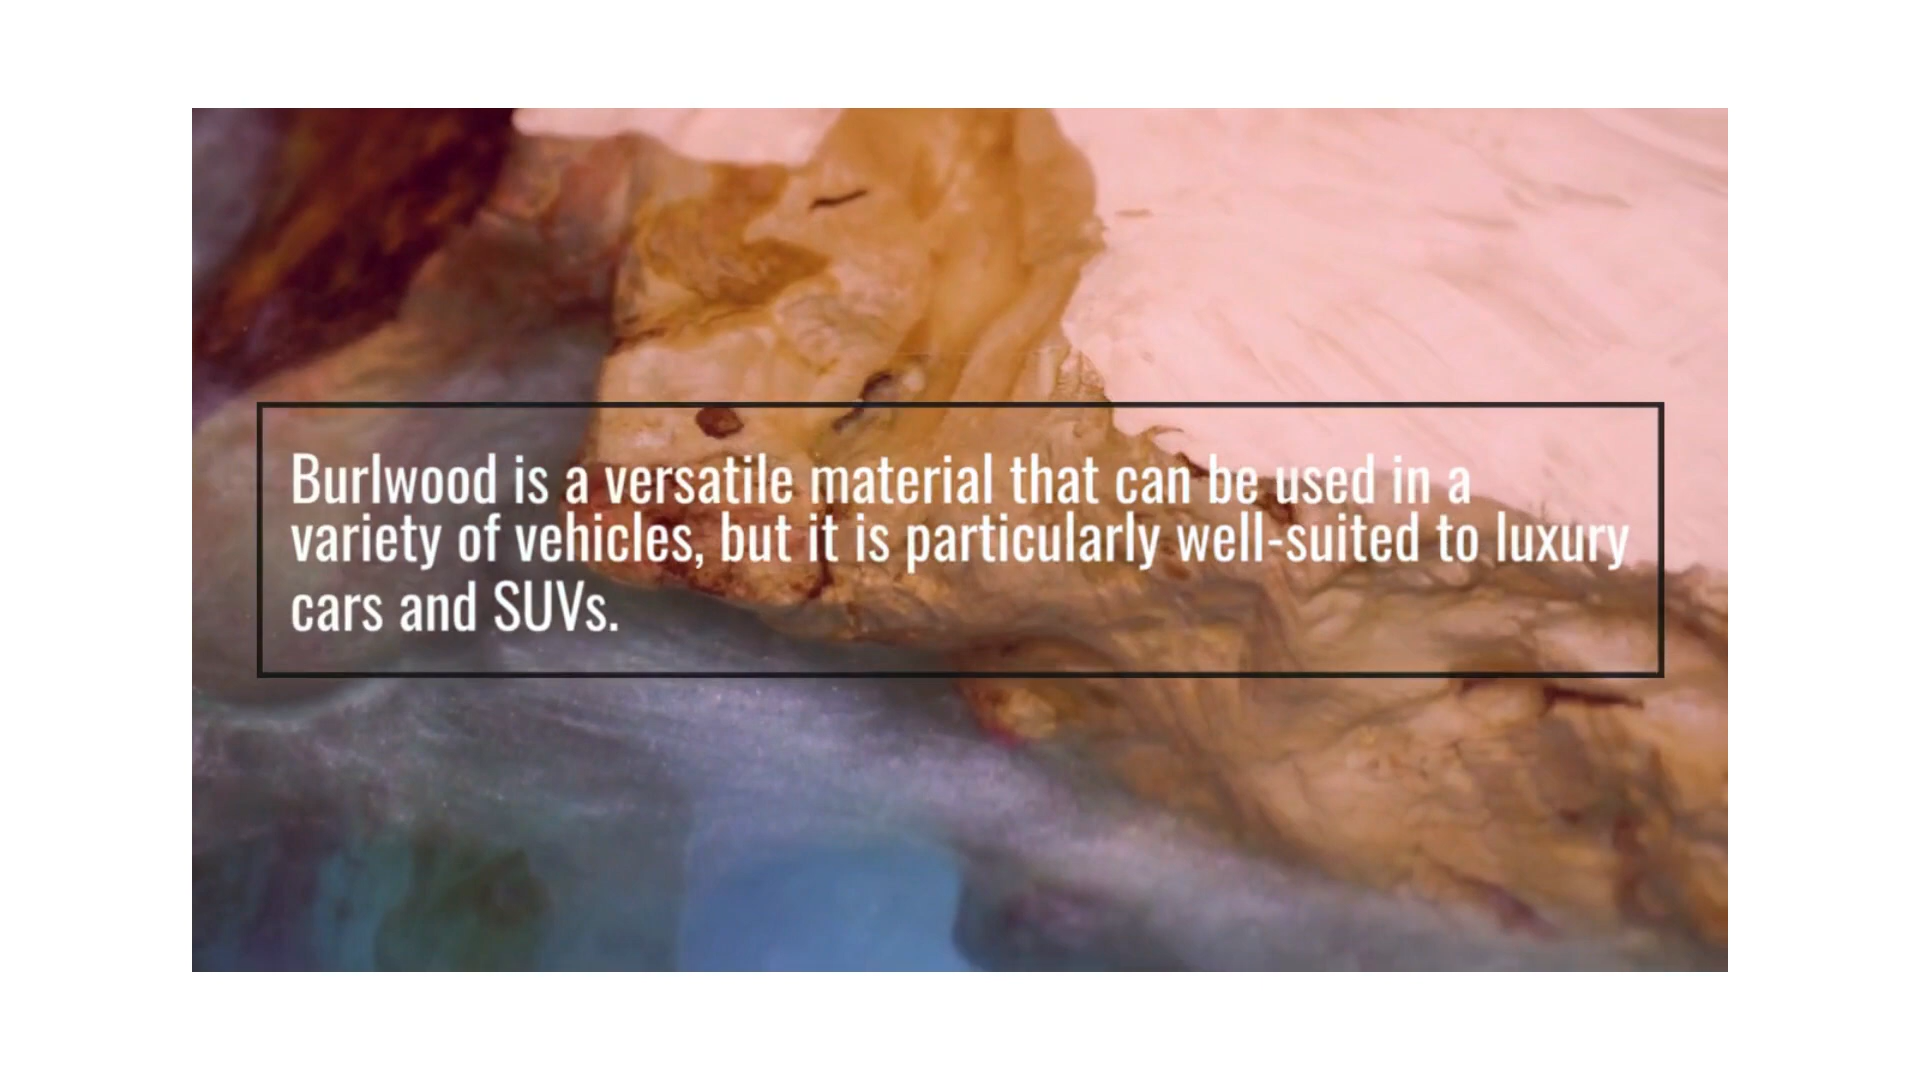 Burlwood is a versatile material that can be used in a
variety of vehicles, but it is particularly well-suited to luxury
cars and SUVs.